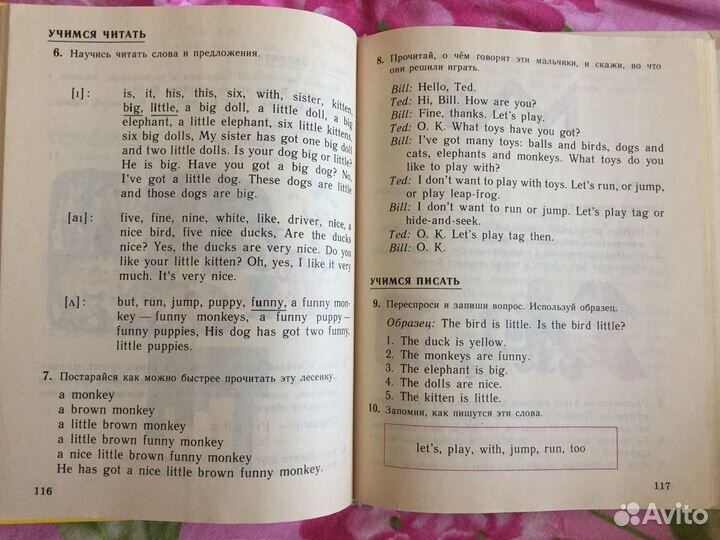 УЧИМСЯ ЧИТАТЬ
6. Научись читать слова и предложения.
[ɪ]: is, it, his, this, six, with, sister, kitten,
big, little, a big doll, a little doll, a big
elephant, a little elephant, six little kittens,
six big dolls, My sister has got one big doll
and two little dolls. Is your dog big or little?
He is big. Have you got a big dog? No,
I've got a little dog. These dogs are little
and those dogs are big.
[aɪ]: five, fine, nine, white, like, driver, nice, a
nice bird, five nice ducks, Are the ducks
nice? Yes, the ducks are very nice. Do you
like your little kitten? Oh, yes, I like it very
much. It's very nice.
[ʌ]: but, run, jump, puppy, funny, a funny mon-
key — funny monkeys, a funny puppy —
funny puppies, His dog has got two funny,
little puppies.
7. Постарайся как можно быстрее прочитать эту лесенку.
a monkey
a brown monkey
a little brown monkey
a little brown funny monkey
a nice little brown funny monkey
He has got a nice little brown funny monkey.
116
8. Прочитай, о чём говорят эти мальчики, и скажи, во что
они решили играть.
Bill: Hello, Ted.
Ted: Hi, Bill. How are you?
Bill: Fine, thanks. Let's play.
Ted: O. K. What toys have you got?
Bill: I've got many toys: balls and birds, dogs and
cats, elephants and monkeys. What toys do you
like to play with?
Ted: I don't want to play with toys. Let's run, or jump,
or play leap-frog.
Bill: I don't want to run or jump. Let's play tag or
hide-and-seek.
Ted: O. K. Let's play tag then.
Bill: O. K.
УЧИМСЯ ПИСАТЬ
9. Переспроси и запиши вопрос. Используй образец.
Образец: The bird is little. Is the bird little?
1. The duck is yellow.
2. The monkeys are funny.
3. The elephant is big.
4. The dolls are nice.
5. The kitten is little.
10. Запомни, как пишутся эти слова.
let's, play, with, jump, run, too
117
Avito